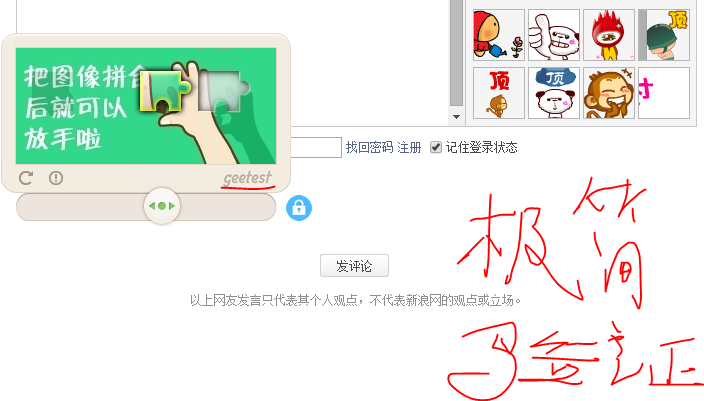 顶
顶
顶
把图像拼合
后就可以
放手啦
geetest
找回密码 注册 记住登录状态
发评论
以上网友发言只代表其个人观点，不代表新浪网的观点或立场。
极简
验证